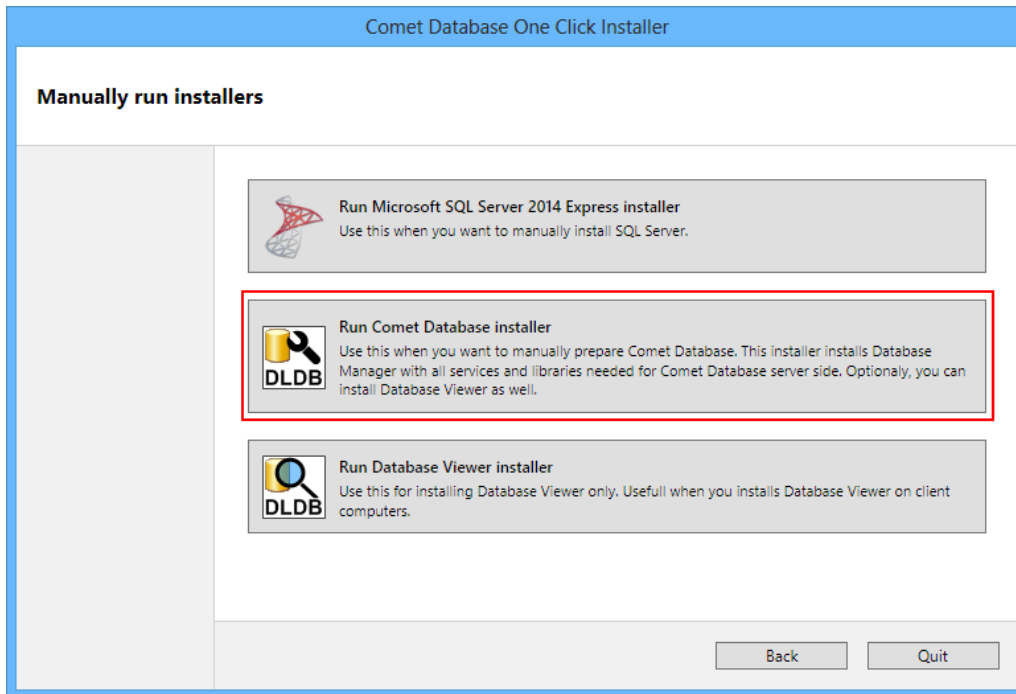 Comet Database One Click Installer
Manually run installers
Run Microsoft SQL Server 2014 Express installer
Use this when you want to manually install SQL Server.
DLDB
Run Comet Database installer
Use this when you want to manually prepare Comet Database. This installer installs Database
Manager with all services and libraries needed for Comet Database server side. Optionaly, you can
install Database Viewer as well.
DLDB
Run Database Viewer installer
Use this for installing Database Viewer only. Usefull when you installs Database Viewer on client
computers.
Back
Quit